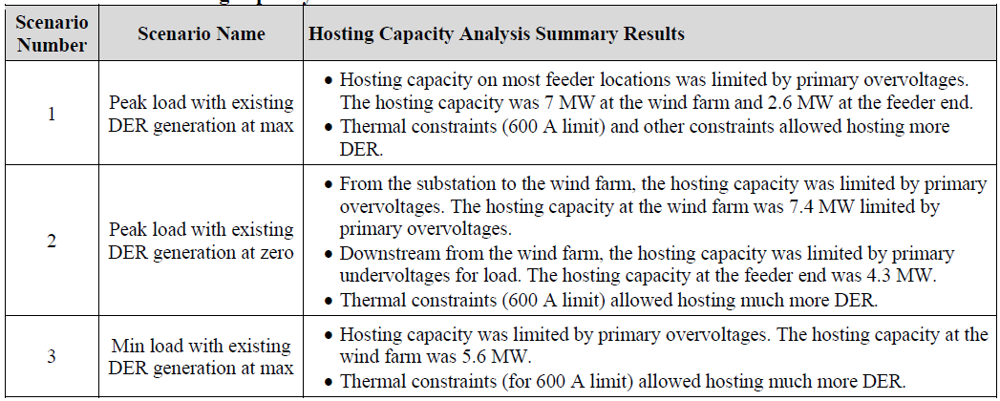 Scenario
Number
Scenario Name
Hosting Capacity Analysis Summary Results
1
Peak load with existing
DER generation at max
● Hosting capacity on most feeder locations was limited by primary overvoltages.
The hosting capacity was 7 MW at the wind farm and 2.6 MW at the feeder end.
● Thermal constraints (600 A limit) and other constraints allowed hosting more
DER.
2
Peak load with existing
DER generation at zero
● From the substation to the wind farm, the hosting capacity was limited by primary
overvoltages. The hosting capacity at the wind farm was 7.4 MW limited by
primary overvoltages.
● Downstream from the wind farm, the hosting capacity was limited by primary
undervoltages for load. The hosting capacity at the feeder end was 4.3 MW.
● Thermal constraints (600 A limit) allowed hosting much more DER.
3
Min load with existing
DER generation at max
● Hosting capacity was limited by primary overvoltages. The hosting capacity at the
wind farm was 5.6 MW.
● Thermal constraints (for 600 A limit) allowed hosting much more DER.